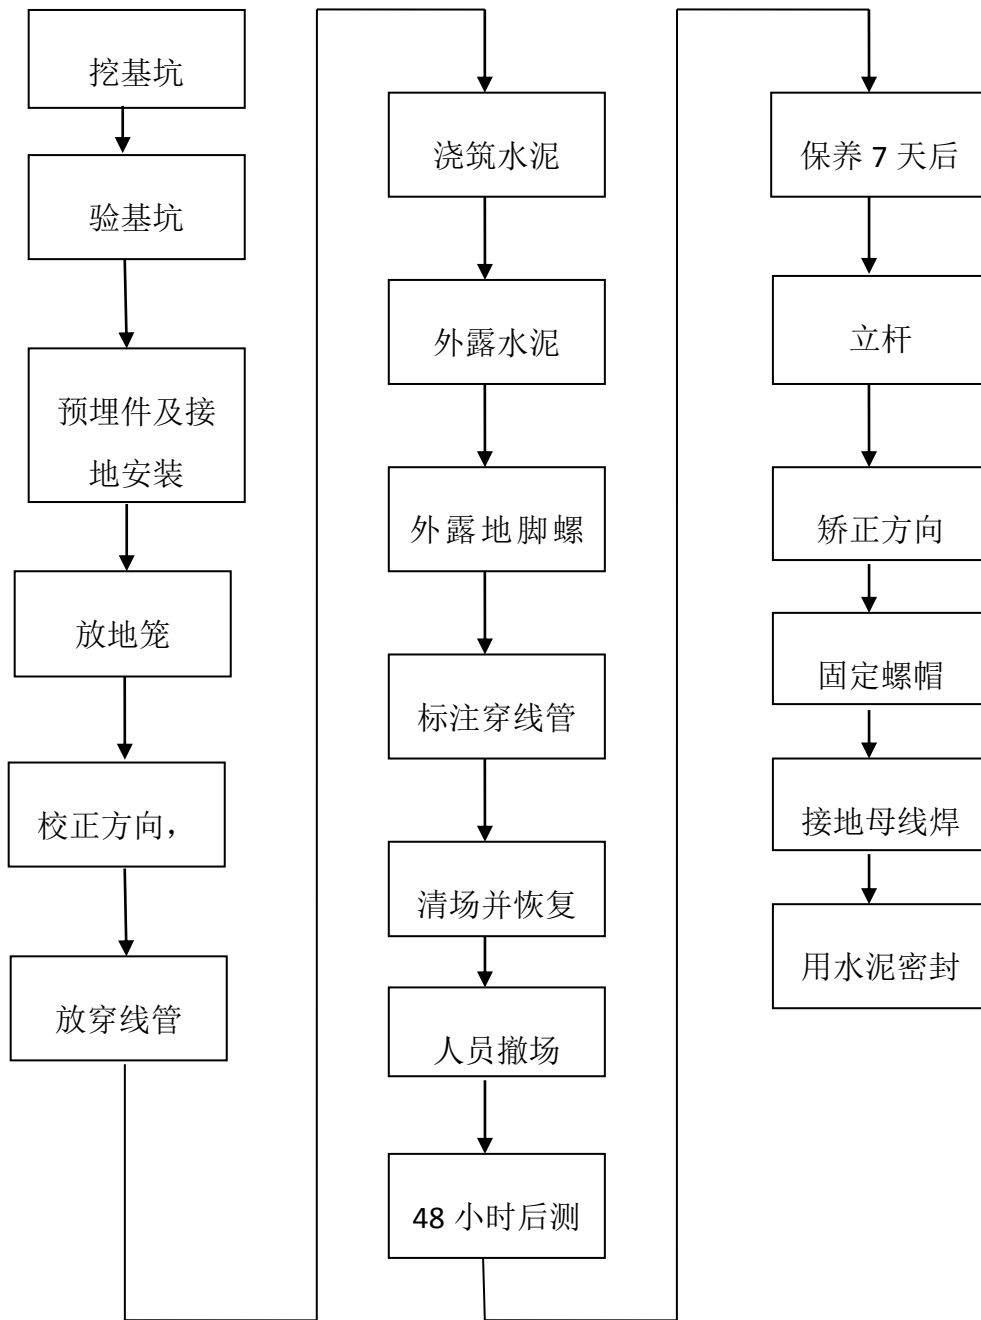 挖基坑
验基坑
预埋件及接
地安装
放地笼
校正方向，
放穿线管
浇筑水泥
外露水泥
外露地脚螺
标注穿线管
清场并恢复
人员撤场
48 小时后测
保养 7 天后
立杆
矫正方向
固定螺帽
接地母线焊
用水泥密封